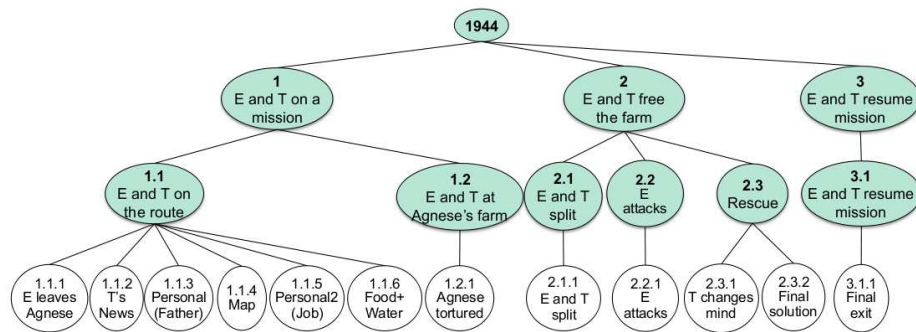 1944
1
E and T on a
mission
2
E and T free
the farm
3
E and T resume
mission
1.1
E and T on
the route
1.2
E and T at
Agnese's farm
2.1
E and T
split
2.2
E
attacks
2.3
Rescue
3.1
E and T resume
mission
1.1.1
E leaves
Agnese
1.1.2
T's
News
1.1.3
Personal
(Father)
1.1.4
Map
1.1.5
Personal2
(Job)
1.1.6
Food+
Water
1.2.1
Agnese
tortured
2.1.1
E and T
split
2.2.1
E
attacks
2.3.1
T changes
mind
2.3.2
Final
solution
3.1.1
Final
exit